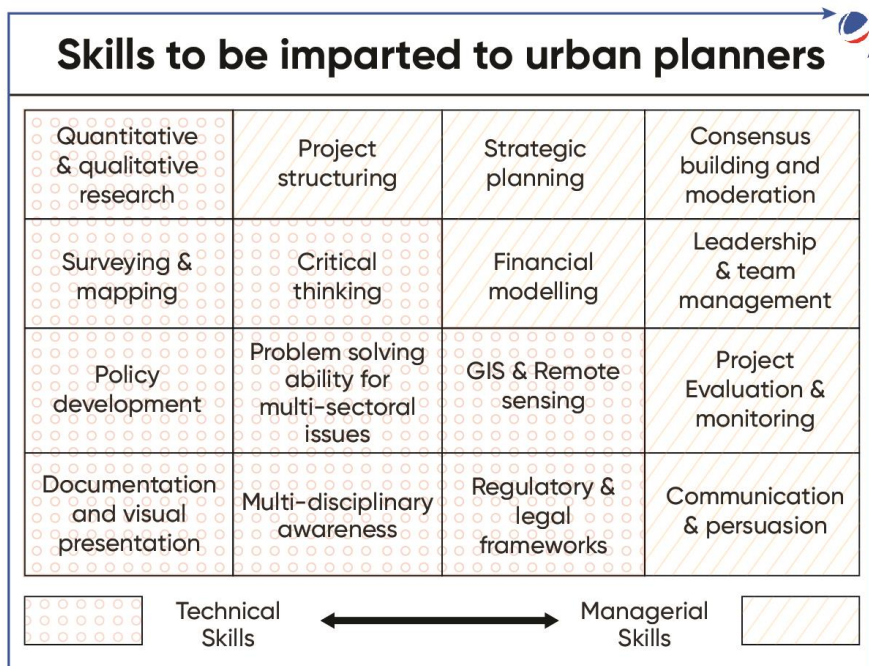 Skills to be imparted to urban planners
Quantitative
& qualitative
research
Project
structuring
Strategic
planning
Consensus
building and
moderation
Surveying &
mapping
Critical
thinking
Financial
modelling
Leadership
& team
management
Policy
development
Problem solving
ability for
multi-sectoral
issues
GIS & Remote
sensing
Project
Evaluation &
monitoring
Documentation
and visual
presentation
Multi-disciplinary
awareness
Regulatory &
legal
frameworks
Communication
& persuasion
Technical
Skills
Managerial
Skills